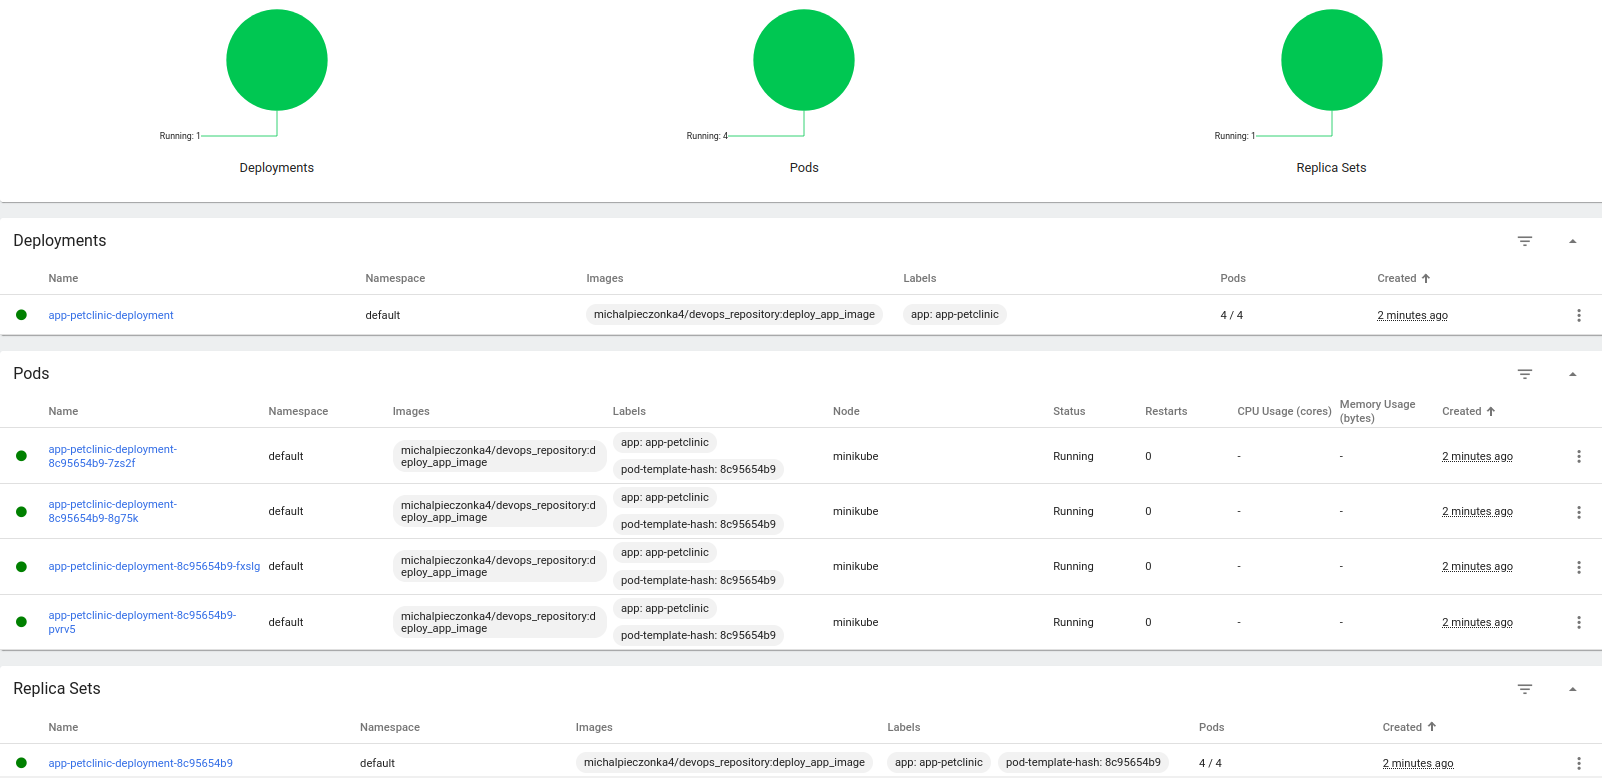 Running: 1
Running: 4
Running: 1
Deployments
Pods
Replica Sets
Deployments
Name Namespace Images Labels Pods Created
app-petclinic-deployment default michalpieczonka4/devops_repository:deploy_app_image app: app-petclinic 4 / 4 2 minutes ago
Pods
Name Namespace Images Labels Node Status Restarts CPU Usage (cores) Memory Usage
(bytes) Created
app: app-petclinic
app-petclinic-deployment-
8c95654b9-7zs2f default michalpieczonka4/devops_repository:d
eploy_app_image minikube Running 0 - - 2 minutes ago
pod-template-hash: 8c95654b9
app: app-petclinic
app-petclinic-deployment-
8c95654b9-8g75k default michalpieczonka4/devops_repository:d
eploy_app_image minikube Running 0 - - 2 minutes ago
pod-template-hash: 8c95654b9
app: app-petclinic
app-petclinic-deployment-8c95654b9-fxslg default michalpieczonka4/devops_repository:d
eploy_app_image minikube Running 0 - - 2 minutes ago
pod-template-hash: 8c95654b9
app: app-petclinic
app-petclinic-deployment-8c95654b9-
pvrv5 default michalpieczonka4/devops_repository:d
eploy_app_image minikube Running 0 - - 2 minutes ago
pod-template-hash: 8c95654b9
Replica Sets
Name Namespace Images Labels Pods Created
app-petclinic-deployment-8c95654b9 default michalpieczonka4/devops_repository:deploy_app_image app: app-petclinic pod-template-hash: 8c95654b9 4 / 4 2 minutes ago